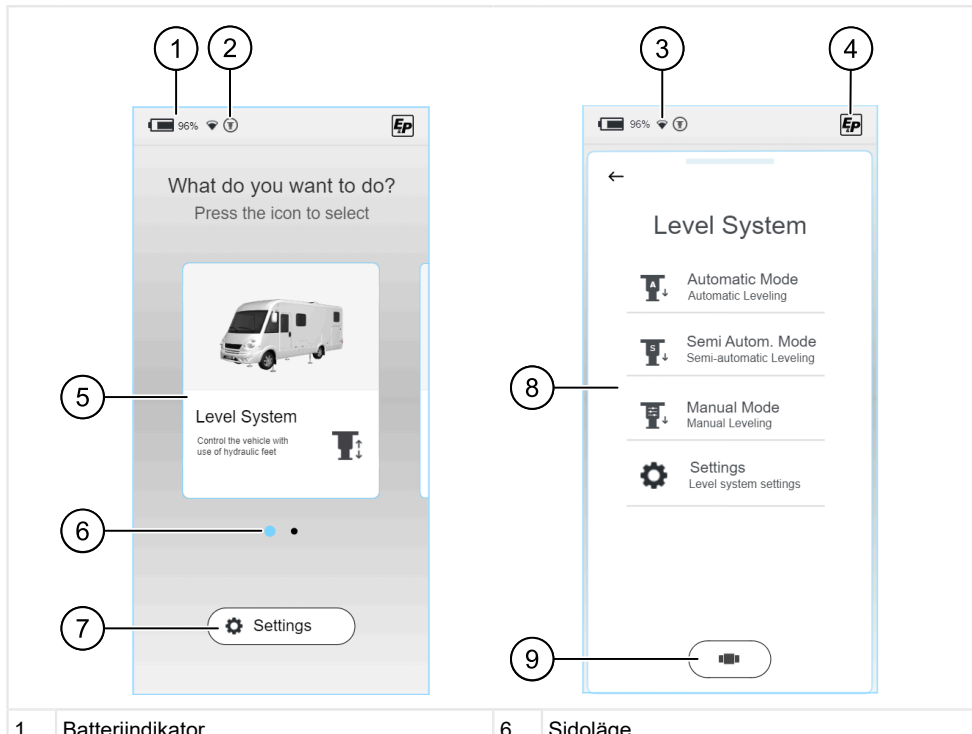 1 2 3 4
96%
E&P
What do you want to do?
Press the icon to select
Level System
Control the vehicle with
use of hydraulic feet
5
6
7
Settings
96%
E&P
Level System
A
Automatic Mode
Automatic Leveling
S
Semi Autom. Mode
Semi-automatic Leveling
8
Manual Mode
Manual Leveling
Settings
Level system settings
9
1 Batteriindikator 6 Sidoläge